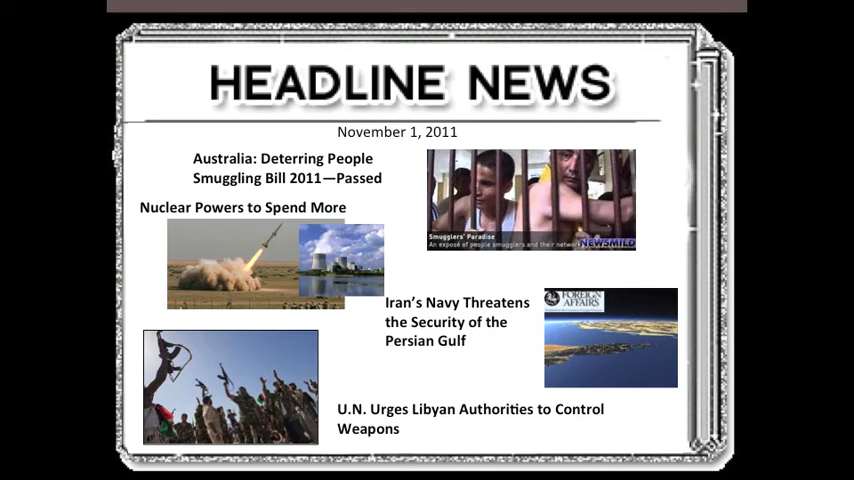 HEADLINE NEWS
November 1, 2011
Australia: Deterring People
Smuggling Bill 2011—Passed
Smugglers' Paradise
An exposé of people smugglers and their network
NEWSMILD
Nuclear Powers to Spend More
Iran's Navy Threatens
the Security of the
Persian Gulf
FOREIGN
AFFAIRS
U.N. Urges Libyan Authorities to Control
Weapons